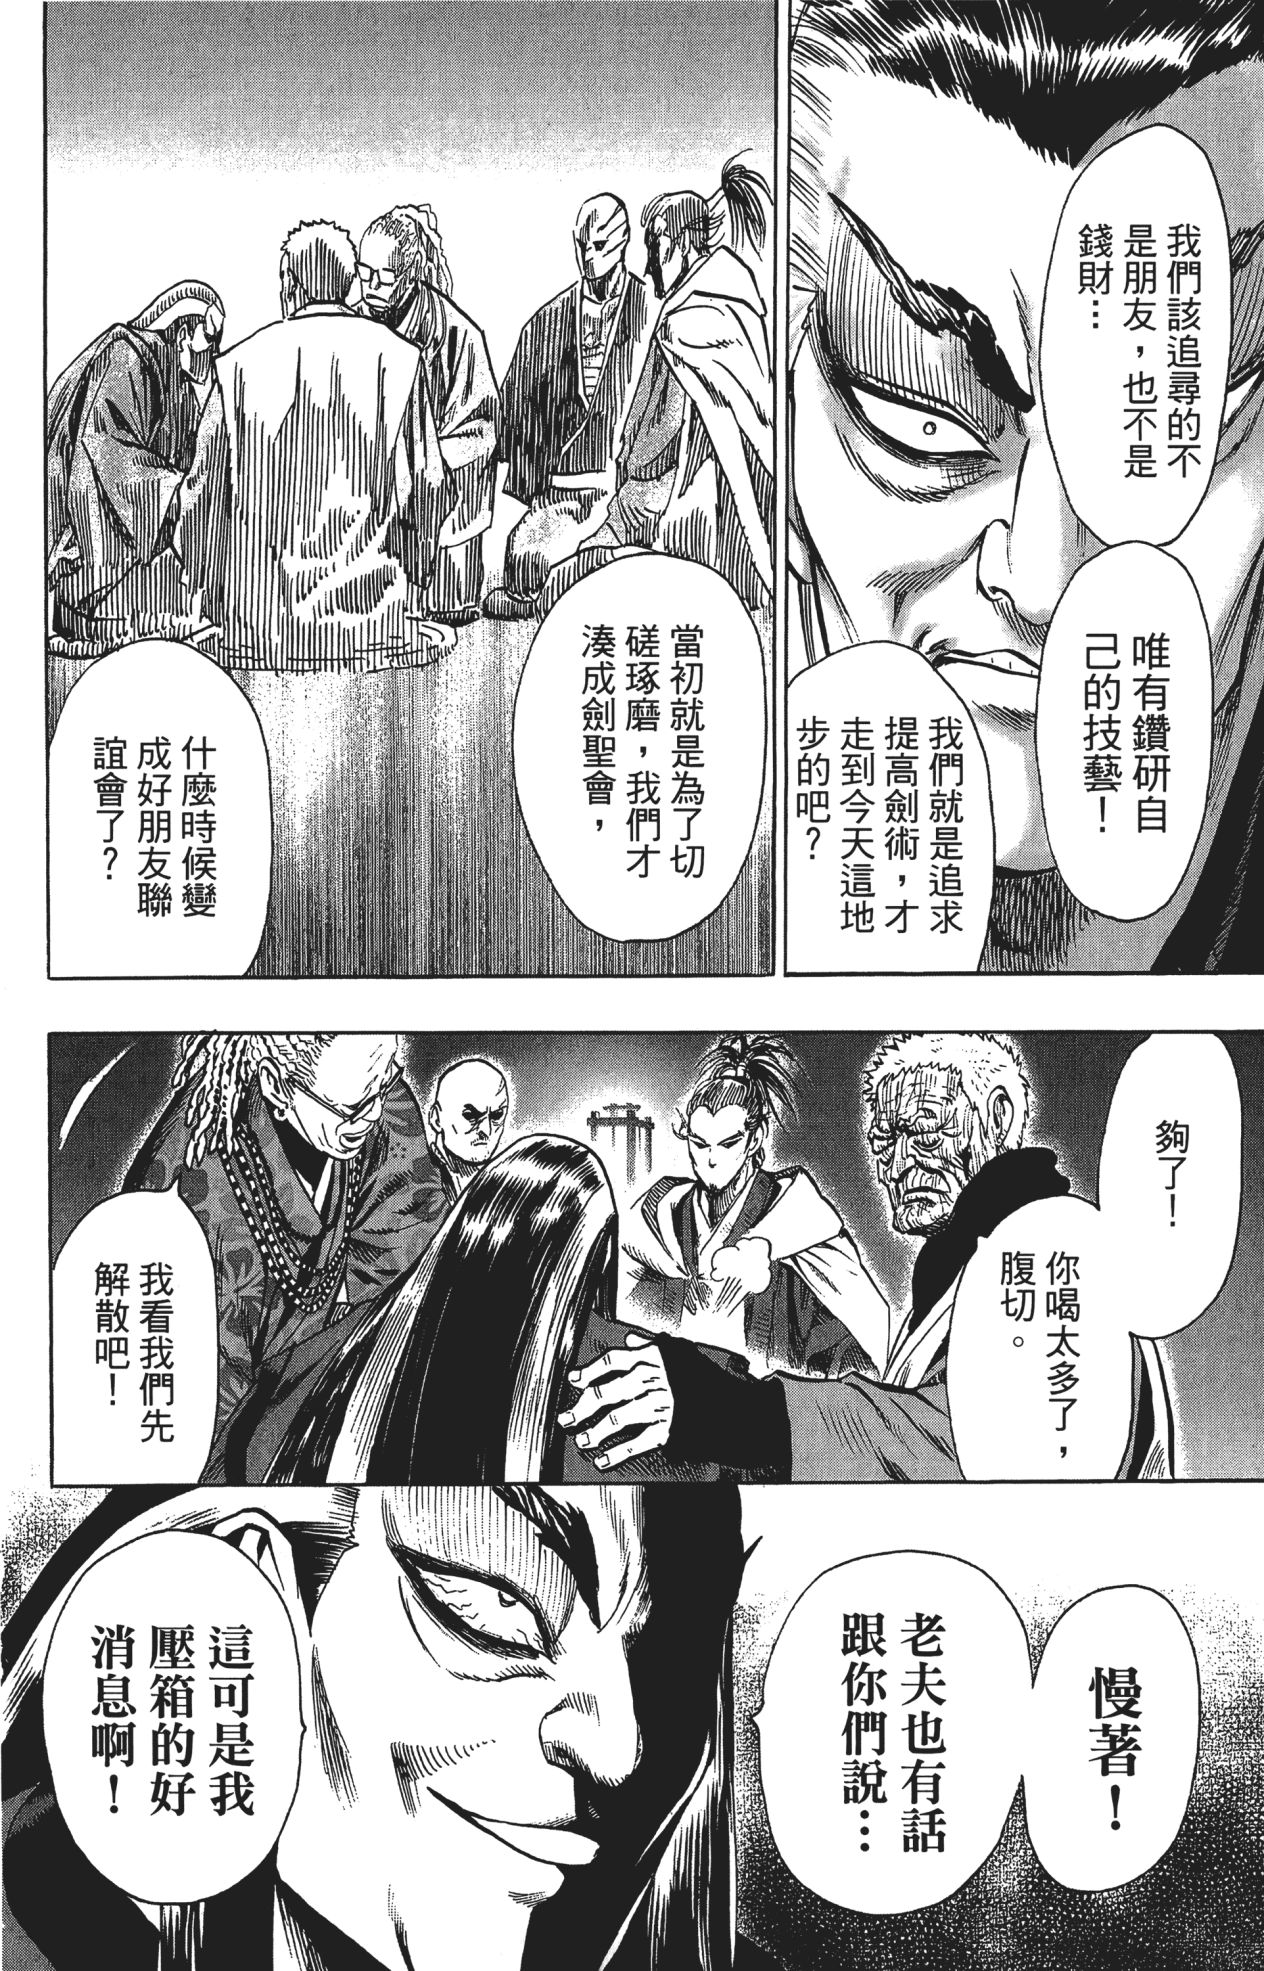 我們該追尋的不
是朋友，也不是
錢財…
唯有鑽研自
己的技藝！
我們就是追求
提高劍術，才
走到今天這地
步的吧？
當初就是為了切
磋琢磨，我們才
湊成劍聖會，
什麼時候變
成好朋友聯
誼會了？
夠了！
你喝太多了，
腹切。
我看我們先
解散吧！
慢著！
老夫也有話
跟你們說…
這可是我
壓箱的好
消息啊！